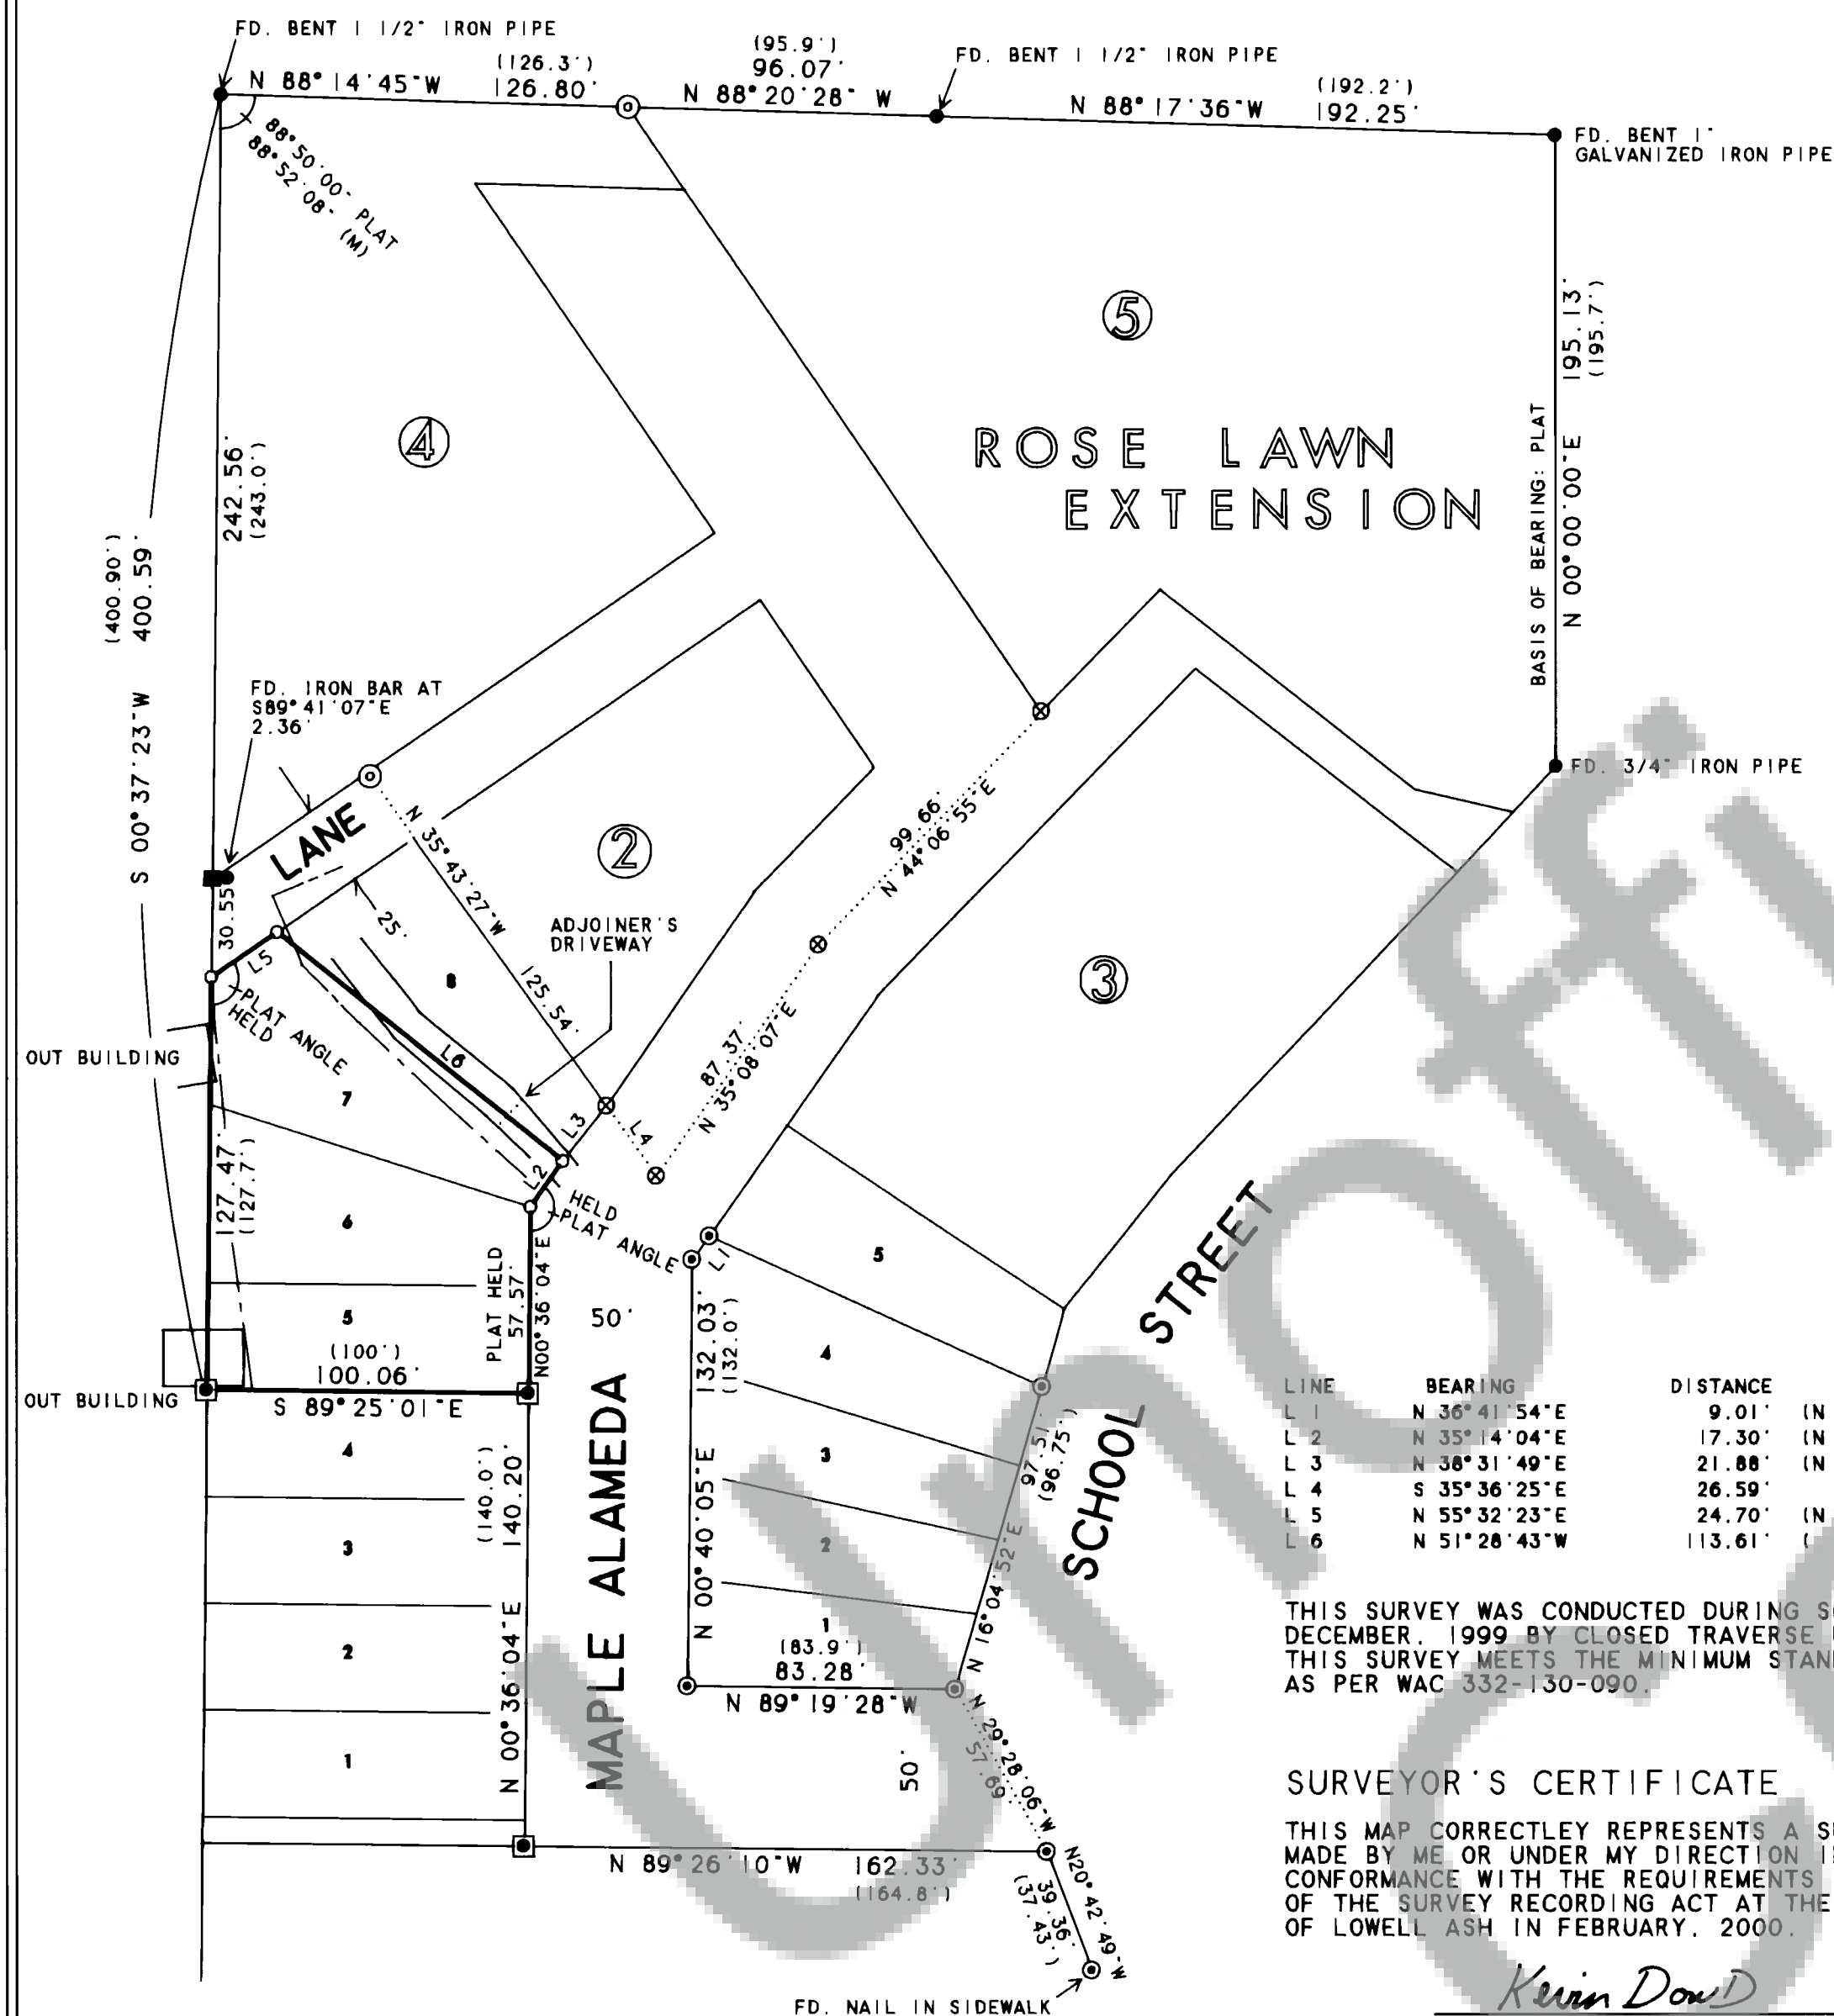 FD. BENT 1 1/2" IRON PIPE
N 88°14'45"W
(126.3')
126.80'
(95.9')
96.07'
N 88°20'28" W
FD. BENT 1 1/2" IRON PIPE
N 88°17'36"W
(192.2')
192.25'
FD. BENT 1"
GALVANIZED IRON PIPE
88°50'00" PLAT
88°52'08" (M)
195.13'
(195.7')
BASIS OF BEARING: PLAT
N 00°00'00"E
4
5
ROSE LAWN
EXTENSION
242.56'
(243.0')
(400.90')
400.59'
S 00°37'23"W
FD. IRON BAR AT
S89°41'07"E
2.36'
FD. 3/4" IRON PIPE
LANE
N 35°43'27"W
125.54'
2
99.66'
N 44°06'55"E
30.55'
L5
25'
ADJOINER'S
DRIVEWAY
8
3
PLAT ANGLE
HELD
OUT BUILDING
L6
87.37'
N 35°08'07"E
7
L3
L4
L2
127.47'
(127.7')
HELD
PLAT ANGLE
6
L1
5
PLAT HELD
57.57'
N00°36'04"E
50'
132.03'
(132.0')
5
4
(100')
100.06'
S 89°25'01"E
OUT BUILDING
SCHOOL STREET
MAPLE ALAMEDA
4
3
2
1
(140.0')
140.20'
N 00°36'04"E
N 00°40'05"E
3
2
1
97.51'
(96.75')
N 16°04'52"E
(83.9')
83.28'
N 89°19'28"W
50'
N 29°28'06"W
57.69'
N 89°26'10"W
162.33'
(164.8')
N20°42'49"W
39.36'
(37.43')
FD. NAIL IN SIDEWALK
LINE BEARING DISTANCE
L 1 N 36°41'54"E 9.01' (N
L 2 N 35°14'04"E 17.30' (N
L 3 N 38°31'49"E 21.88' (N
L 4 S 35°36'25"E 26.59'
L 5 N 55°32'23"E 24.70' (N
L 6 N 51°28'43"W 113.61' (
THIS SURVEY WAS CONDUCTED DURING
DECEMBER, 1999 BY CLOSED TRAVERSE
THIS SURVEY MEETS THE MINIMUM STAN
AS PER WAC 332-130-090.
SURVEYOR'S CERTIFICATE
THIS MAP CORRECTLEY REPRESENTS A S
MADE BY ME OR UNDER MY DIRECTION I
CONFORMANCE WITH THE REQUIREMENTS
OF THE SURVEY RECORDING ACT AT THE
OF LOWELL ASH IN FEBRUARY, 2000.
Kevin Dowd
Unoffi